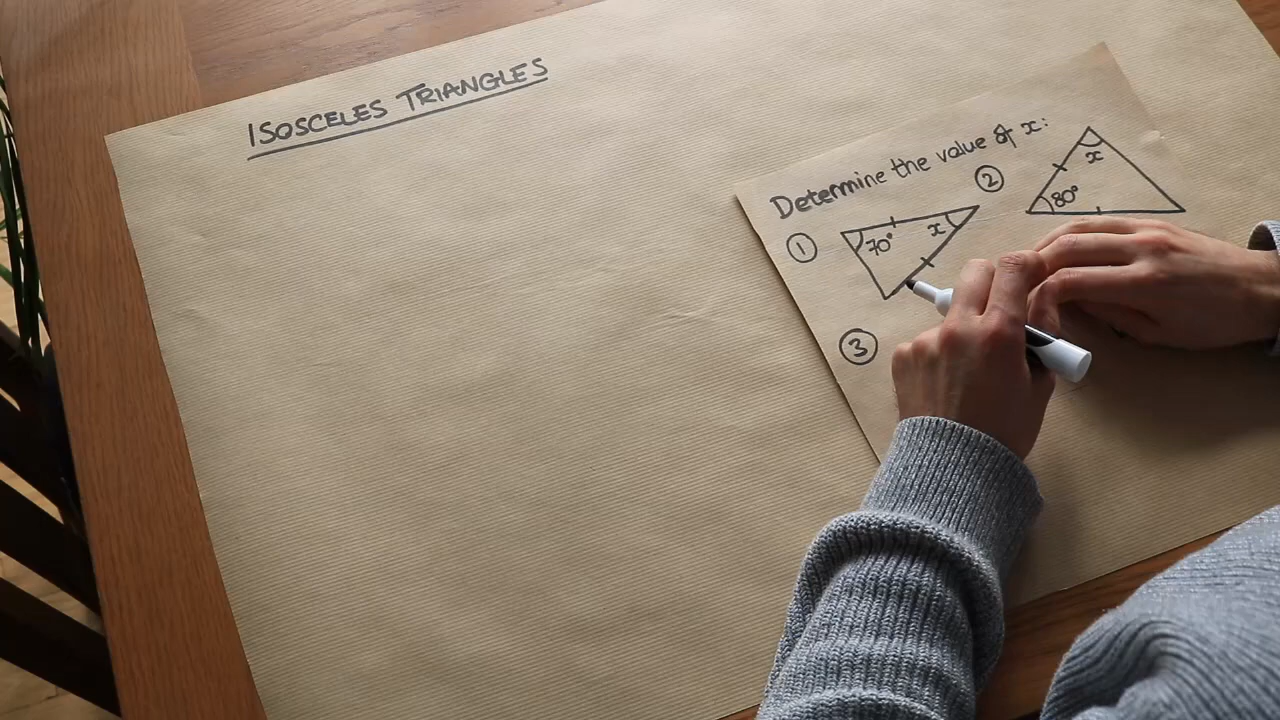 ISOSCELES TRIANGLES
Determine the value of x:
1
70° x
2
x
80°
3